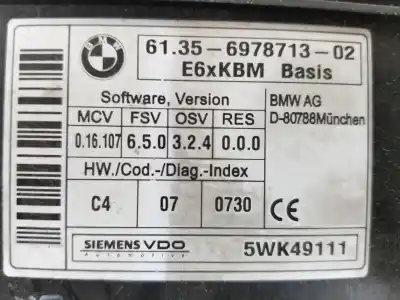 BMW
61.35-6978713-02
E6xKBM Basis
Software, Version
MCV FSV OSV RES
0.16.107 6.5.0 3.2.4 0.0.0
BMW AG
D-80788München
HW./Cod.-/Diag.-Index
C4 07 0730
CE
SIEMENS VDO
Automotive
5WK49111